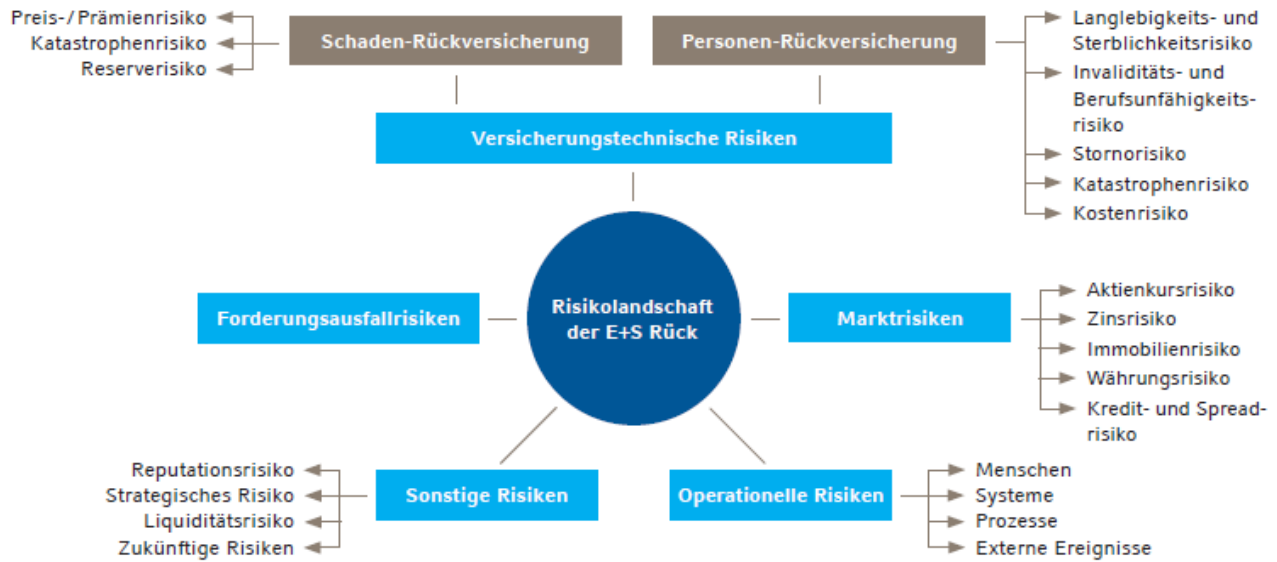 Preis-/Prämienrisiko
Katastrophenrisiko
Reserverisiko
Schaden-Rückversicherung
Personen-Rückversicherung
Langlebigkeits- und
Sterblichkeitsrisiko
Invaliditäts- und
Berufsunfähigkeits-
risiko
Stornorisiko
Katastrophenrisiko
Kostenrisiko
Versicherungstechnische Risiken
Forderungsausfallrisiken
Risikolandschaft
der E+S Rück
Marktrisiken
Aktienkursrisiko
Zinsrisiko
Immobilienrisiko
Währungsrisiko
Kredit- und Spread-
risiko
Reputationsrisiko
Strategisches Risiko
Liquiditätsrisiko
Zukünftige Risiken
Sonstige Risiken
Operationelle Risiken
Menschen
Systeme
Prozesse
Externe Ereignisse